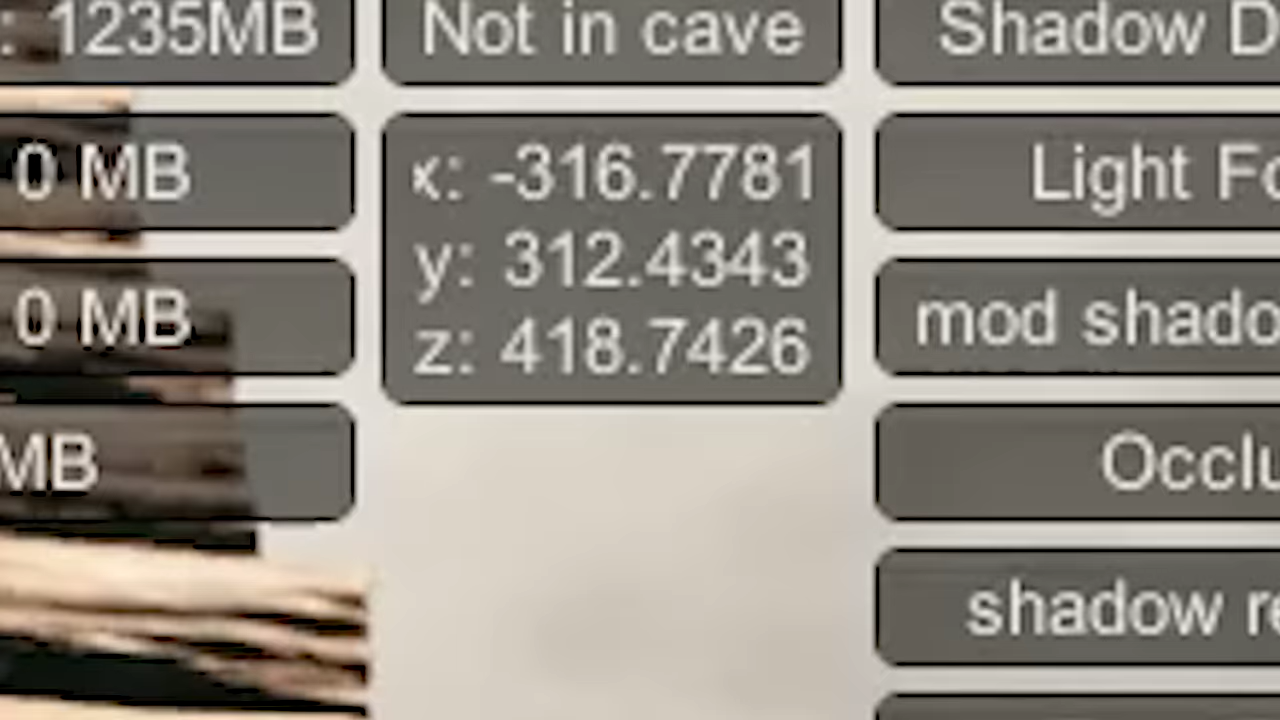 : 1235MB
Not in cave
Shadow D
0 MB
x: -316.7781
y: 312.4343
z: 418.7426
Light Fo
0 MB
mod shado
MB
Occlu
shadow re